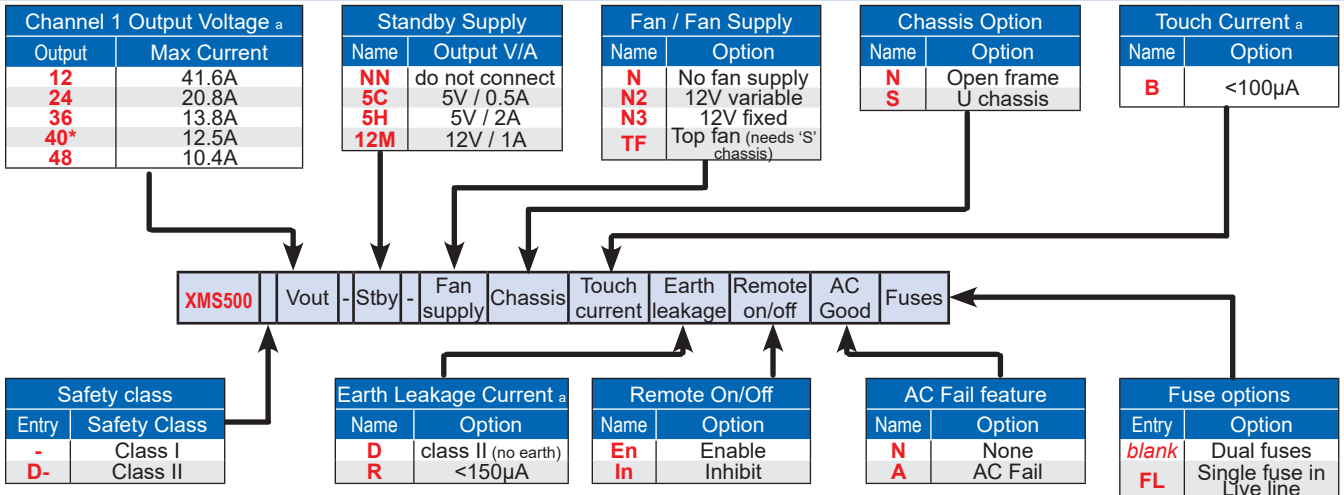 Channel 1 Output Voltage a
Output Max Current
12 41.6A
24 20.8A
36 13.8A
40* 12.5A
48 10.4A
Standby Supply
Name Output V/A
NN do not connect
5C 5V / 0.5A
5H 5V / 2A
12M 12V / 1A
Fan / Fan Supply
Name Option
N No fan supply
N2 12V variable
N3 12V fixed
TF Top fan (needs ‘S’
chassis)
Chassis Option
Name Option
N Open frame
S U chassis
Touch Current a
Name Option
B <100µA
XMS500 Vout - Stby - Fan supply Chassis Touch current Earth leakage Remote on/off AC Good Fuses
Safety class
Entry Safety Class
- Class I
D- Class II
Earth Leakage Current a
Name Option
D class II (no earth)
R <150µA
Remote On/Off
Name Option
En Enable
In Inhibit
AC Fail feature
Name Option
N None
A AC Fail
Fuse options
Entry Option
blank Dual fuses
FL Single fuse in
Live line